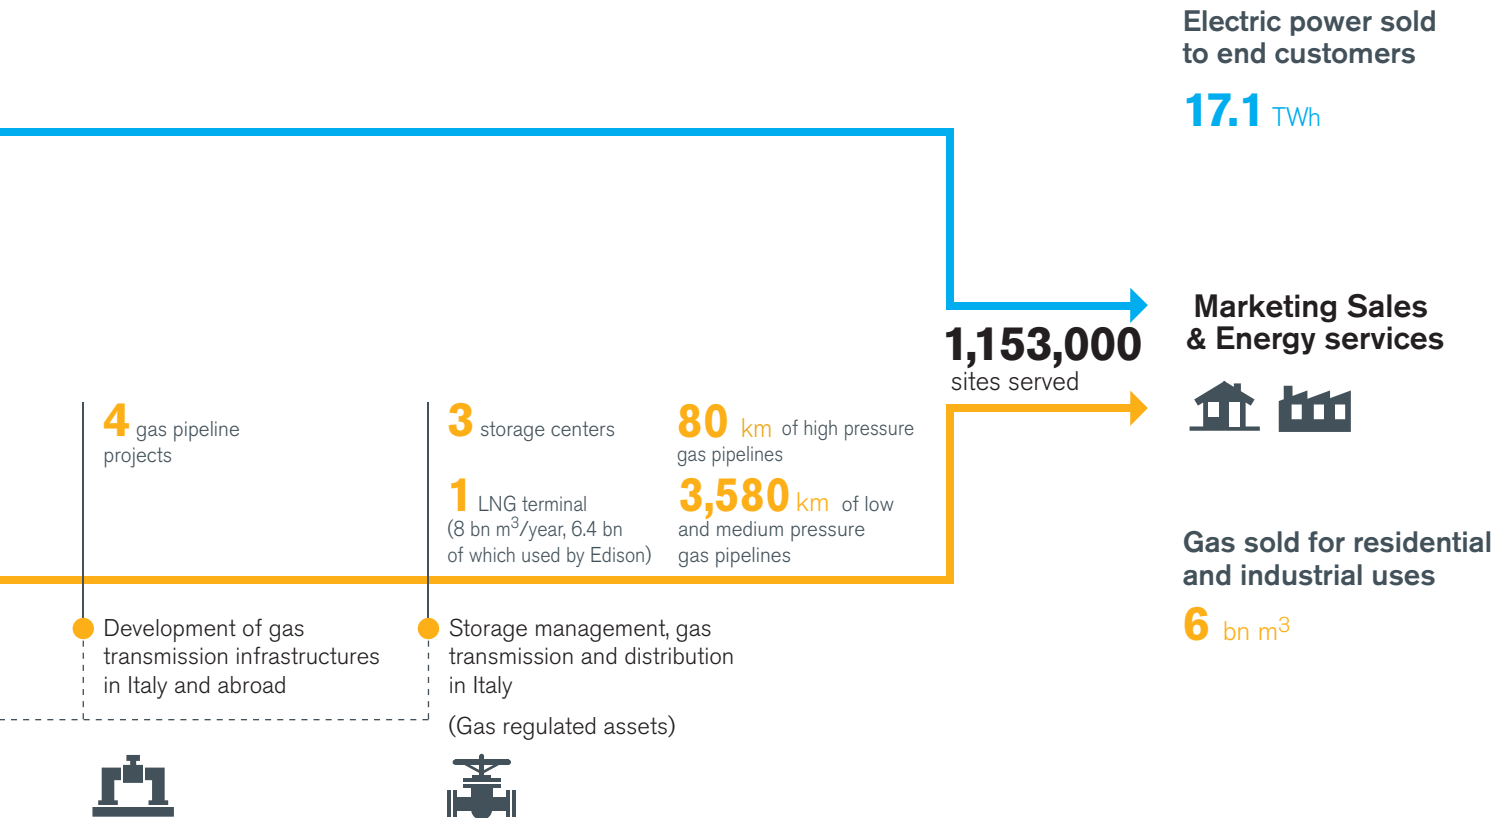 Electric power sold
to end customers
17.1 TWh
1,153,000
sites served
Marketing Sales
& Energy services
4 gas pipeline
projects
3 storage centers
1 LNG terminal
(8 bn m³/year, 6.4 bn
of which used by Edison)
80 km of high pressure
gas pipelines
3,580 km of low
and medium pressure
gas pipelines
Gas sold for residential
and industrial uses
6 bn m³
Development of gas
transmission infrastructures
in Italy and abroad
Storage management, gas
transmission and distribution
in Italy
(Gas regulated assets)